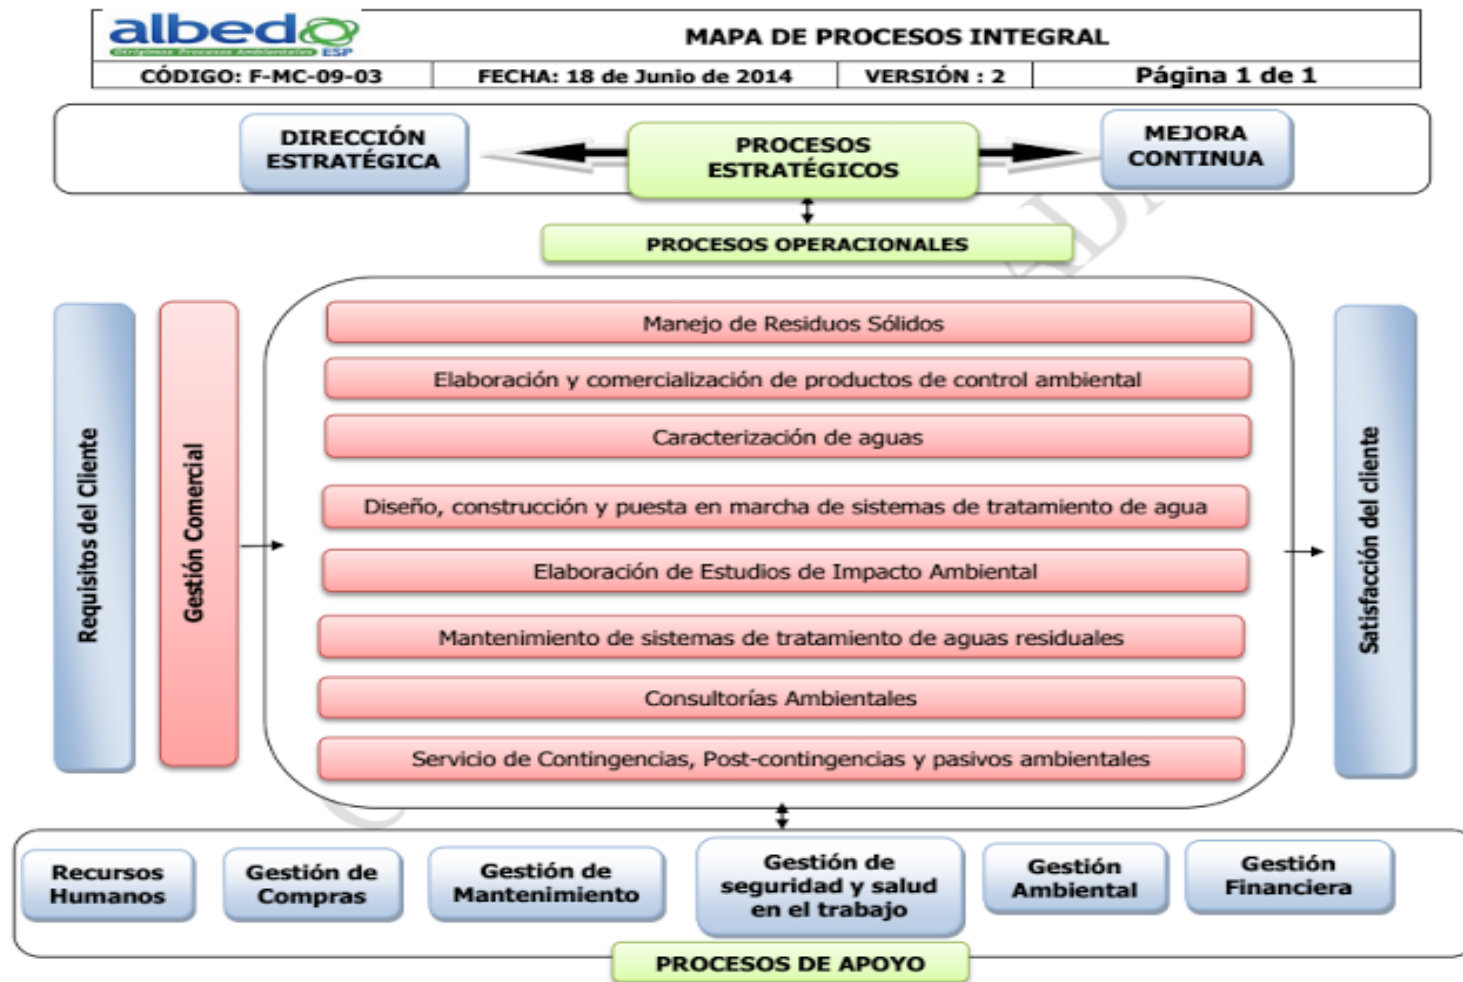 albedo
Dirigimos Procesos Ambientales ESP
MAPA DE PROCESOS INTEGRAL
CÓDIGO: F-MC-09-03
FECHA: 18 de Junio de 2014
VERSIÓN : 2
Página 1 de 1
DIRECCIÓN
ESTRATÉGICA
PROCESOS
ESTRATÉGICOS
MEJORA
CONTINUA
PROCESOS OPERACIONALES
Requisitos del Cliente
Gestión Comercial
Manejo de Residuos Sólidos
Elaboración y comercialización de productos de control ambiental
Caracterización de aguas
Diseño, construcción y puesta en marcha de sistemas de tratamiento de agua
Elaboración de Estudios de Impacto Ambiental
Mantenimiento de sistemas de tratamiento de aguas residuales
Consultorías Ambientales
Servicio de Contingencias, Post-contingencias y pasivos ambientales
Satisfacción del cliente
Recursos
Humanos
Gestión de
Compras
Gestión de
Mantenimiento
Gestión de
seguridad y salud
en el trabajo
Gestión
Ambiental
Gestión
Financiera
PROCESOS DE APOYO